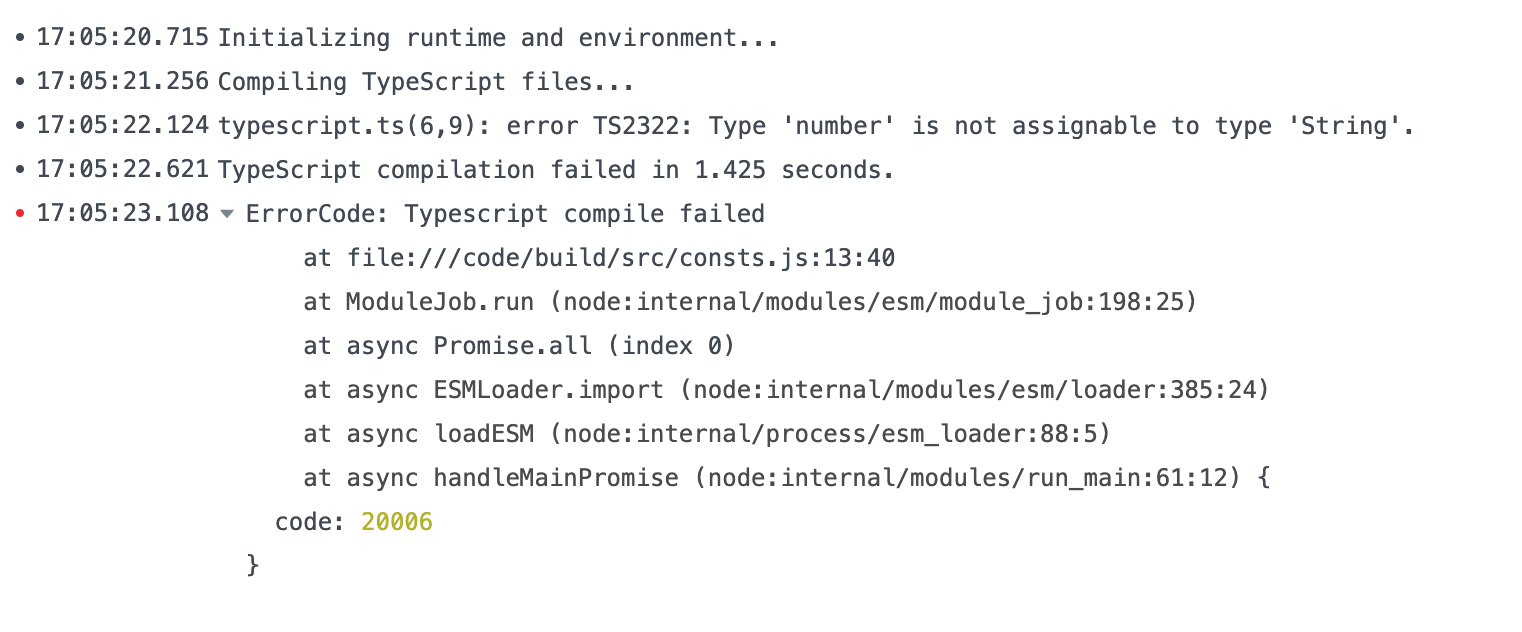 • 17:05:20.715 Initializing runtime and environment...
• 17:05:21.256 Compiling TypeScript files...
• 17:05:22.124 typescript.ts(6,9): error TS2322: Type 'number' is not assignable to type 'String'.
• 17:05:22.621 TypeScript compilation failed in 1.425 seconds.
• 17:05:23.108 ▼ ErrorCode: Typescript compile failed
at file:///code/build/src/consts.js:13:40
at ModuleJob.run (node:internal/modules/esm/module_job:198:25)
at async Promise.all (index 0)
at async ESMLoader.import (node:internal/modules/esm/loader:385:24)
at async loadESM (node:internal/process/esm_loader:88:5)
at async handleMainPromise (node:internal/modules/run_main:61:12) {
code: 20006
}